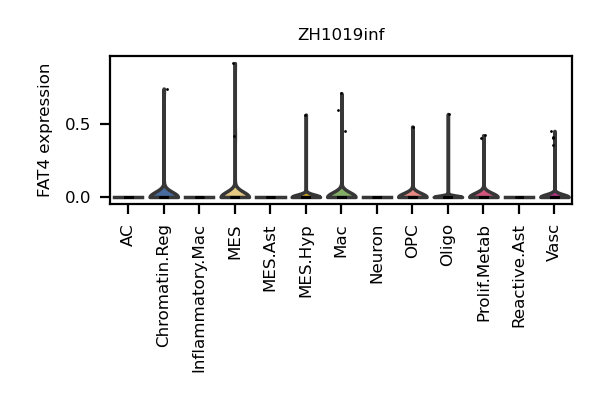 ZH1019inf
FAT4 expression
0.5
0.0
AC
Chromatin.Reg
Inflammatory.Mac
MES
MES.Ast
MES.Hyp
Mac
Neuron
OPC
Oligo
Prolif.Metab
Reactive.Ast
Vasc